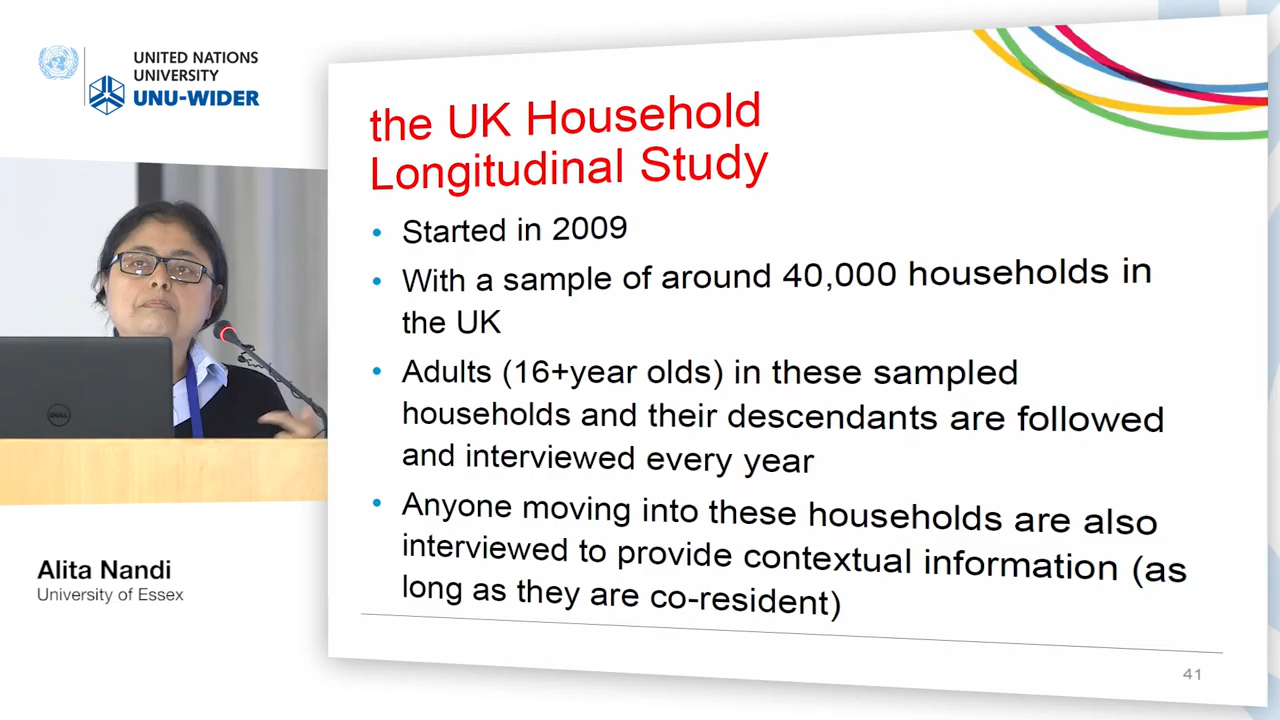 UNITED NATIONS
UNIVERSITY
UNU-WIDER
the UK Household
Longitudinal Study
• Started in 2009
• With a sample of around 40,000 households in
the UK
• Adults (16+year olds) in these sampled
households and their descendants are followed
and interviewed every year
• Anyone moving into these households are also
interviewed to provide contextual information (as
long as they are co-resident)
41
DELL
Alita Nandi
University of Essex